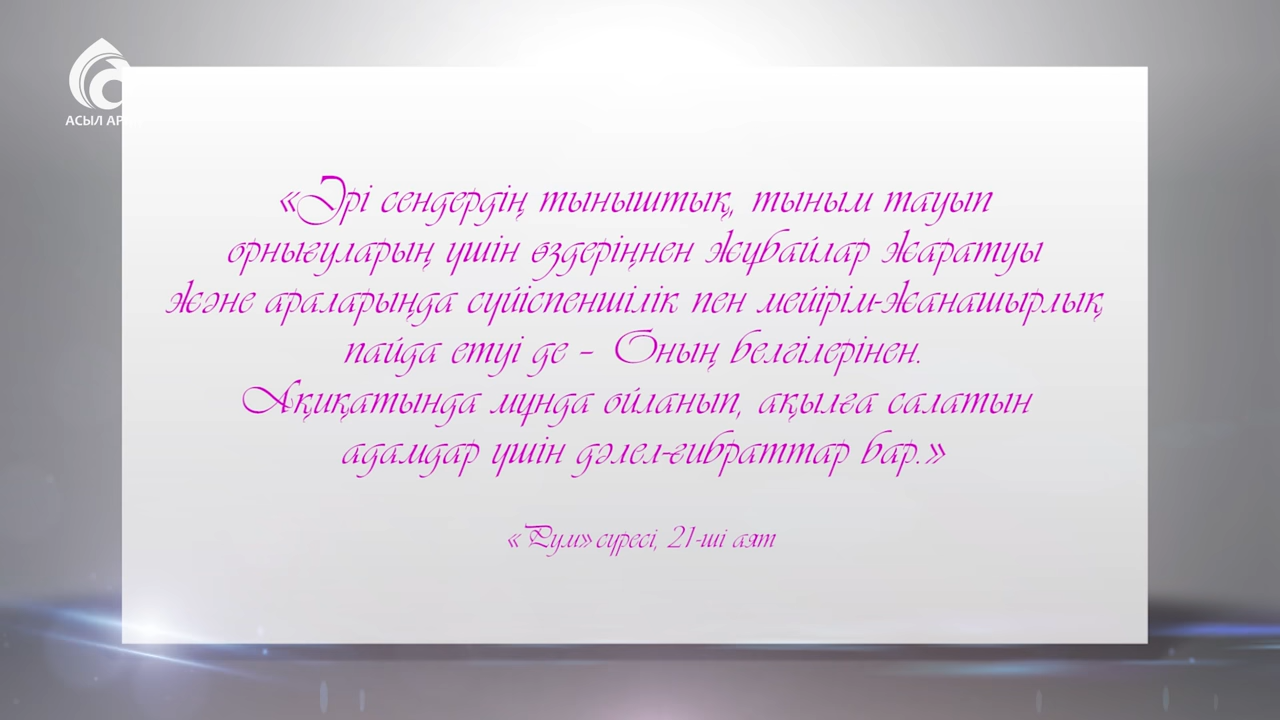 АСЫЛ АР
«Әрі сендердің тыныштық, тыным тауып
орнығуларың үшін өздеріңнен жұбайлар жаратуы
және араларыңда сүйіспеншілік пен мейірім-жанашырлық
пайда етуі де – Оның белгілерінен.
Ақиқатында мұнда ойланып, ақылға салатын
адамдар үшін дәлел-ғибраттар бар.»
«Рум» сүресі, 21-ші аят